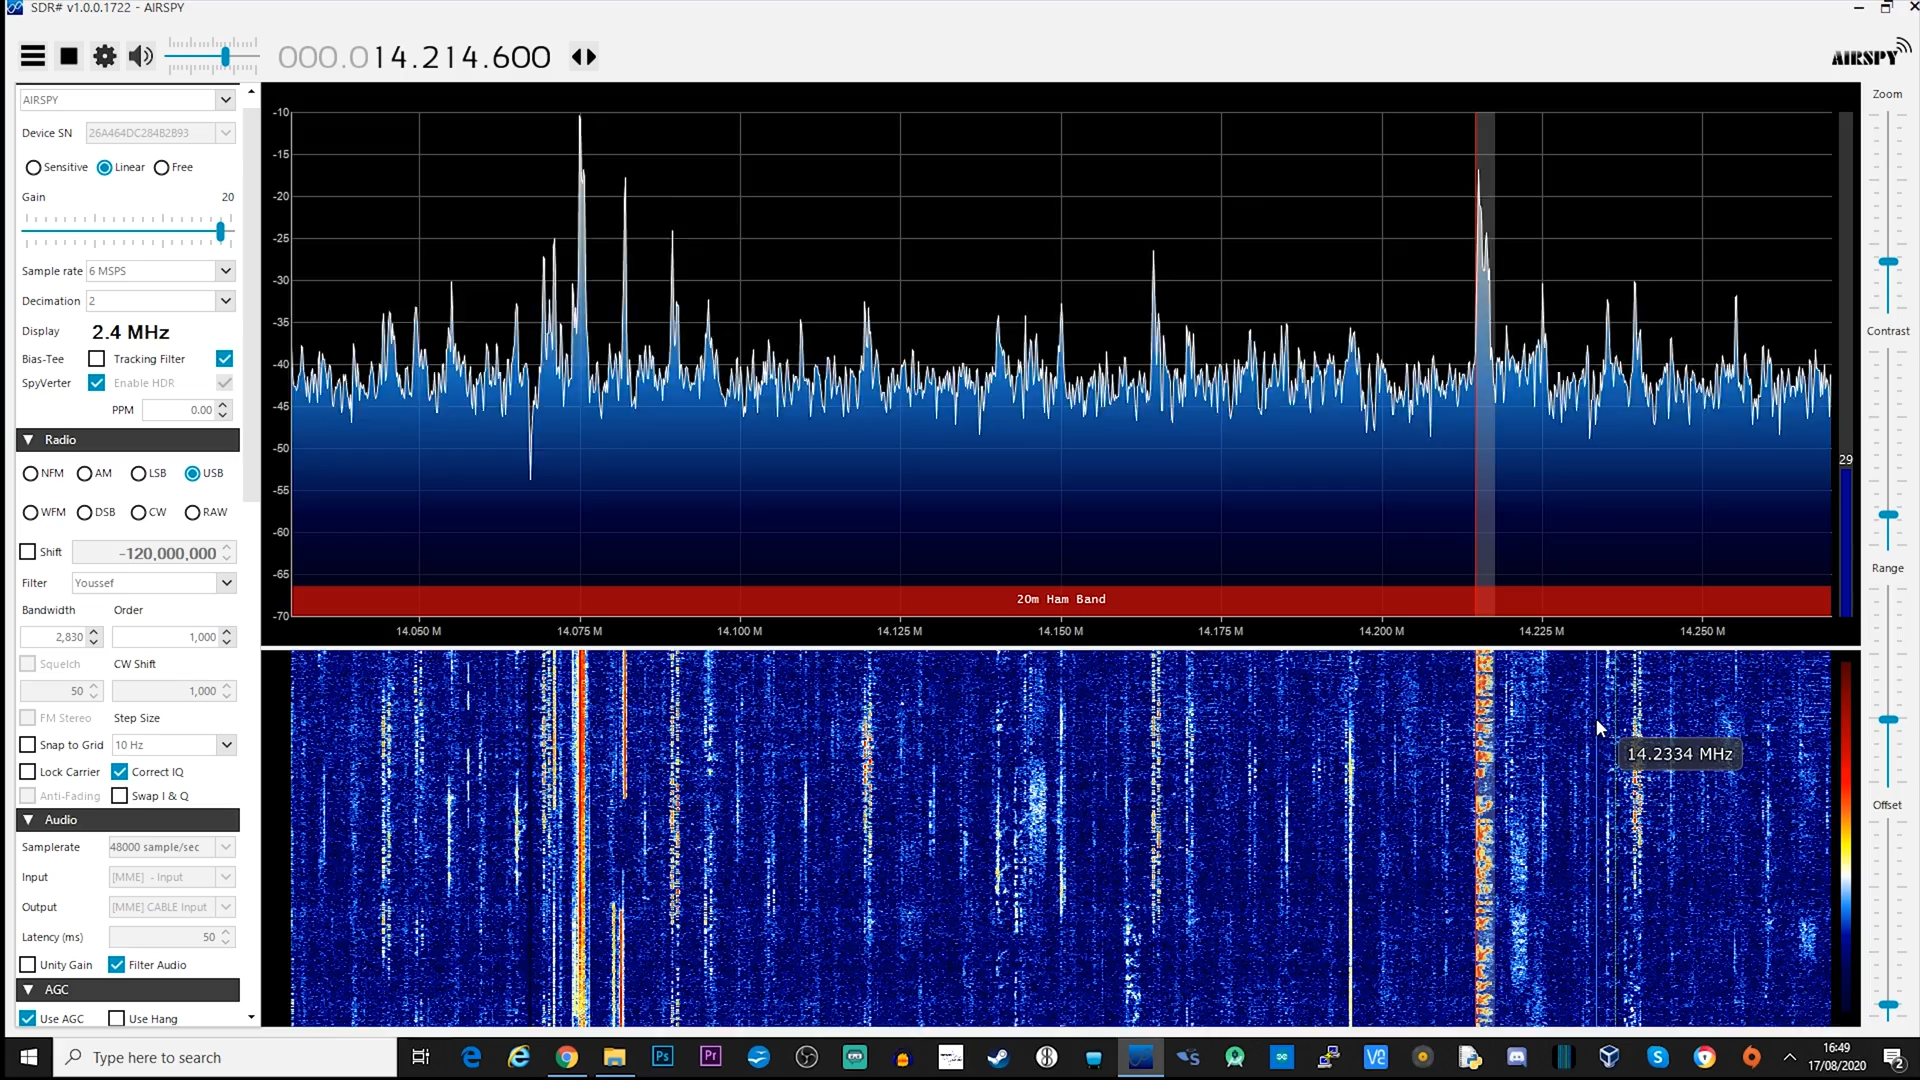 SDR# v1.0.0.1722 - AIRSPY
000.014.214.600
AIRSPY
AIRSPY
Device SN 26A464DC284B2B93
Sensitive Linear Free
Gain 20
Sample rate 6 MSPS
Decimation 2
Display 2.4 MHz
Bias-Tee Tracking Filter
SpyVerter Enable HDR
PPM 0.00
Radio
NFM AM LSB USB
WFM DSB CW RAW
Shift -120,000,000
Filter Youssef
Bandwidth Order
2,830 1,000
Squelch CW Shift
50 1,000
FM Stereo Step Size
Snap to Grid 10 Hz
Lock Carrier Correct IQ
Anti-Fading Swap I & Q
Audio
Samplerate 48000 sample/sec
Input [MME] - Input
Output [MME] CABLE Input
Latency (ms) 50
Unity Gain Filter Audio
AGC
Use AGC Use Hang
-10
-15
-20
-25
-30
-35
-40
-45
-50
-55
-60
-65
-70
20m Ham Band
14.050 M 14.075 M 14.100 M 14.125 M 14.150 M 14.175 M 14.200 M 14.225 M 14.250 M
29
14.2334 MHz
Zoom
Contrast
Range
Offset
Type here to search
Ps
Pr
V2
16:49
17/08/2020
2